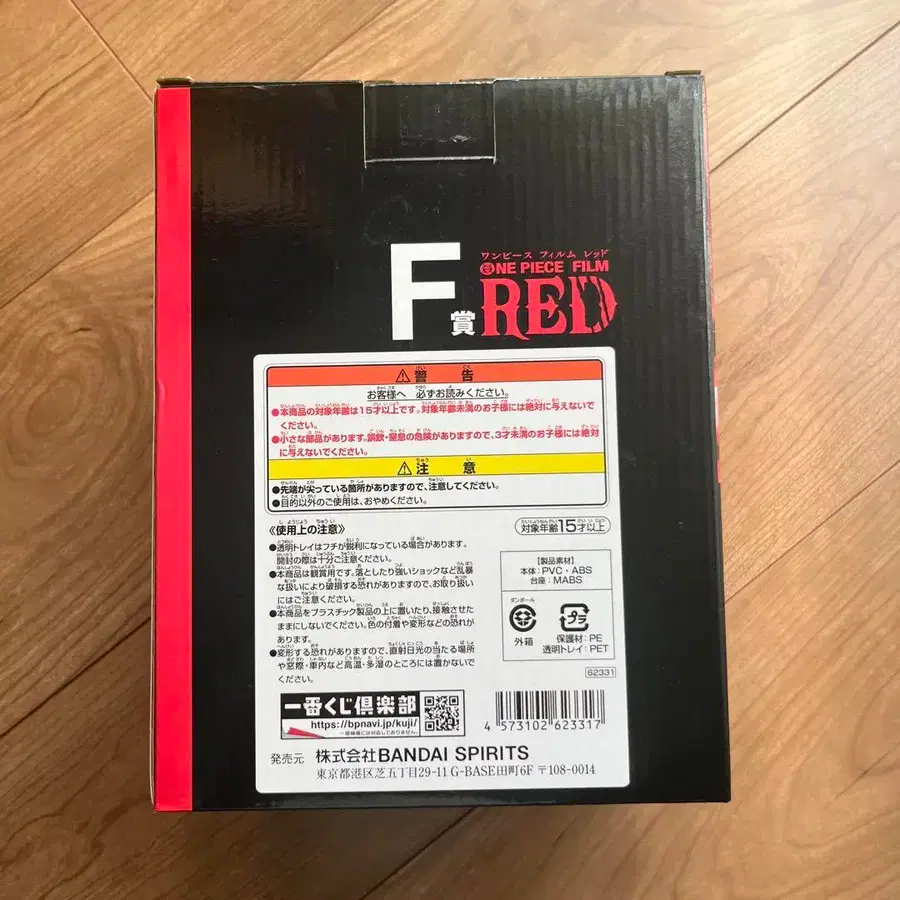 ワンピース フィルム レッド
ONE PIECE FILM
F賞 RED
警告
お客様へ 必ずお読みください。
●本商品の対象年齢は15才以上です。対象年齢未満のお子様には絶対に与えないで
ください。
●小さな部品があります。誤飲・窒息の危険がありますので、3才未満のお子様には絶対
に与えないでください。
注意
●先端が尖っている箇所がありますので、注意してください。
●目的以外のご使用は、おやめください。
《使用上の注意》
対象年齢15才以上
●透明トレイはフチが鋭利になっている場合があります。
開封の際は十分ご注意ください。
●本商品は観賞用です。落としたり強いショックなど乱暴
な扱いにより破損する恐れがありますので、お取り扱い
にはご注意ください。
●本商品をプラスチック製品の上に置いたり、接触させた
ままにしないでください。色の付着や変形などの恐れが
あります。
●変形する恐れがありますので、直射日光の当たる場所
や窓際・車内など高温・多湿のところには置かないで
ください。
【製品素材】
本体:PVC・ABS
台座:MABS
ダンボール
外箱
プラ
保護材:PE
透明トレイ:PET
62331
一番くじ倶楽部
https://bpnavi.jp/kuji/
一部機種には対応しておりません。
4 573102 623317
発売元 株式会社BANDAI SPIRITS
東京都港区芝五丁目29-11 G-BASE田町6F 〒108-0014